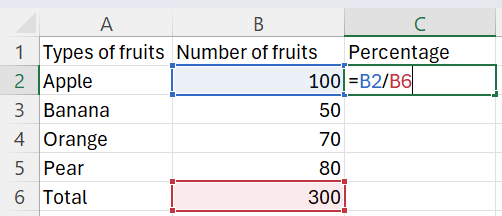 A B C
1 Types of fruits Number of fruits Percentage
2 Apple 100 =B2/B6
3 Banana 50
4 Orange 70
5 Pear 80
6 Total 300